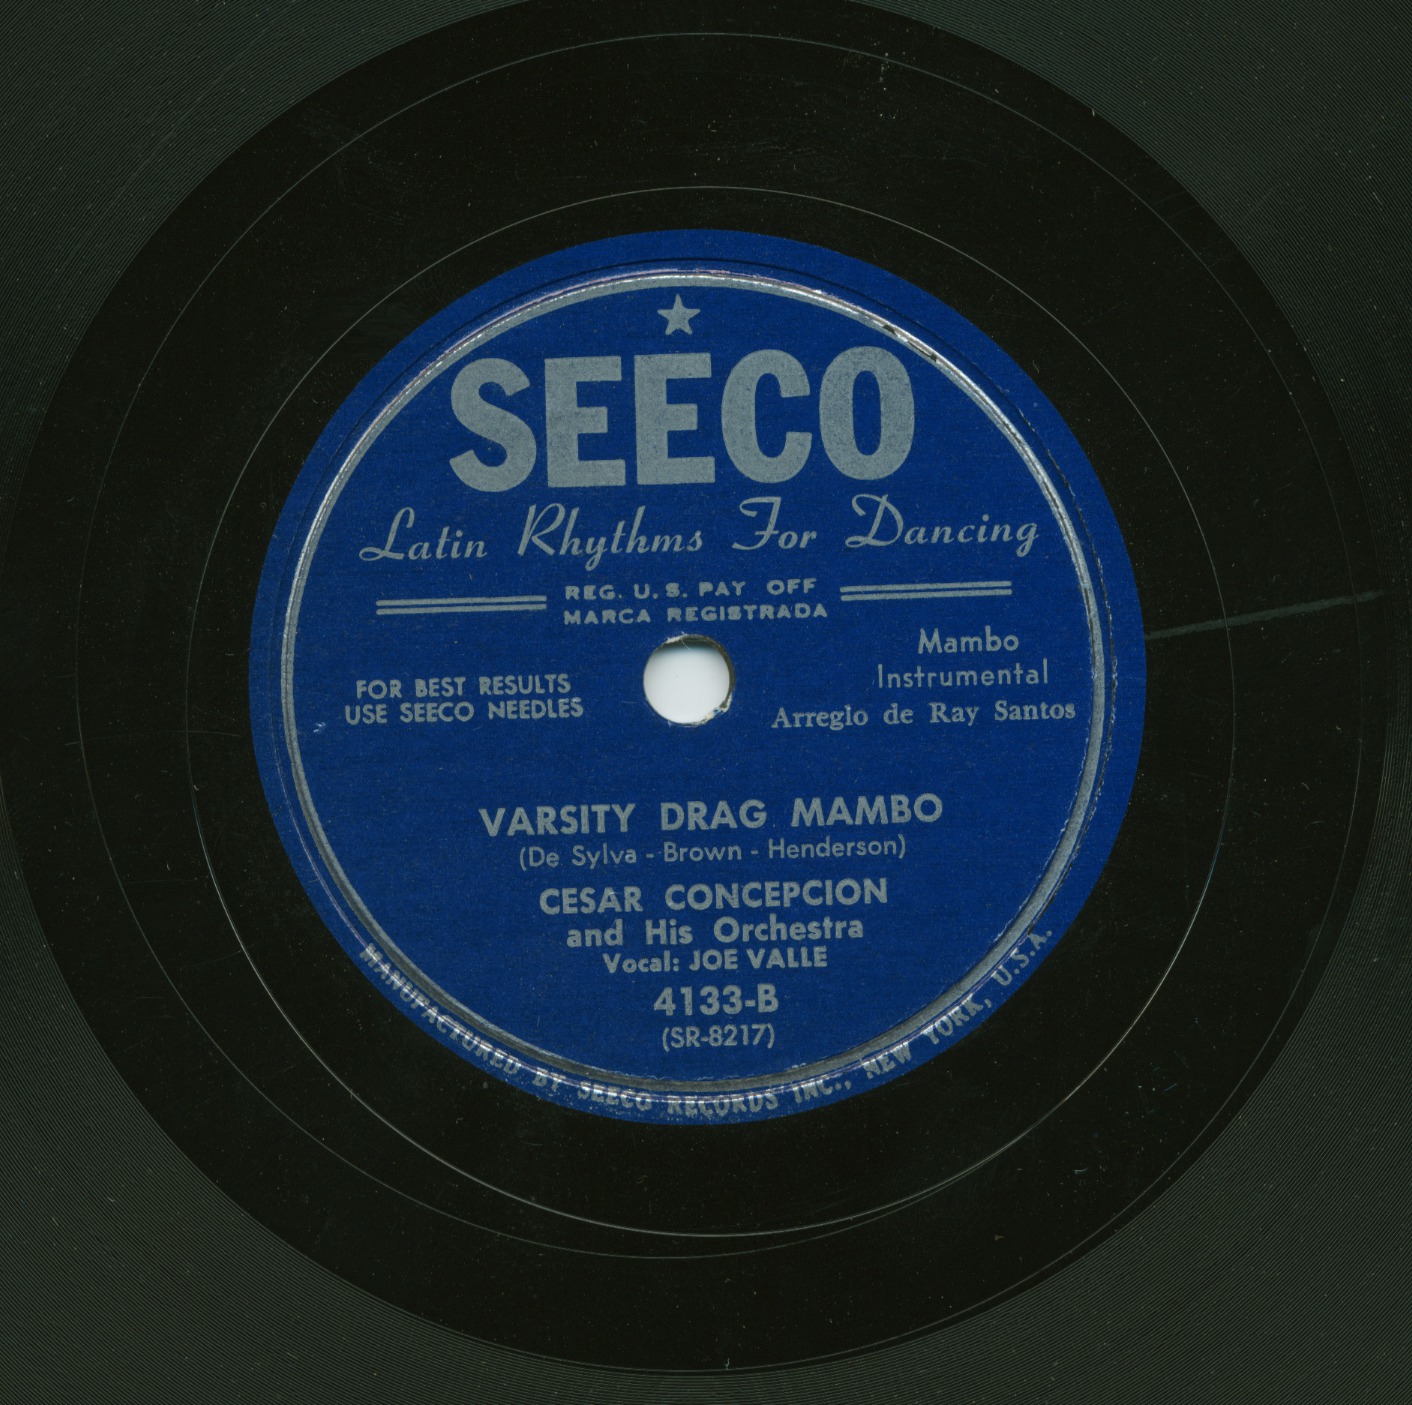 SEECO
Latin Rhythms For Dancing
REG. U. S. PAY OFF
MARCA REGISTRADA
FOR BEST RESULTS
USE SEECO NEEDLES
Mambo
Instrumental
Arreglo de Ray Santos
VARSITY DRAG MAMBO
(De Sylva - Brown - Henderson)
CESAR CONCEPCION
and His Orchestra
Vocal: JOE VALLE
4133-B
(SR-8217)
MANUFACTURED BY SEECO RECORDS INC., NEW YORK, U.S.A.